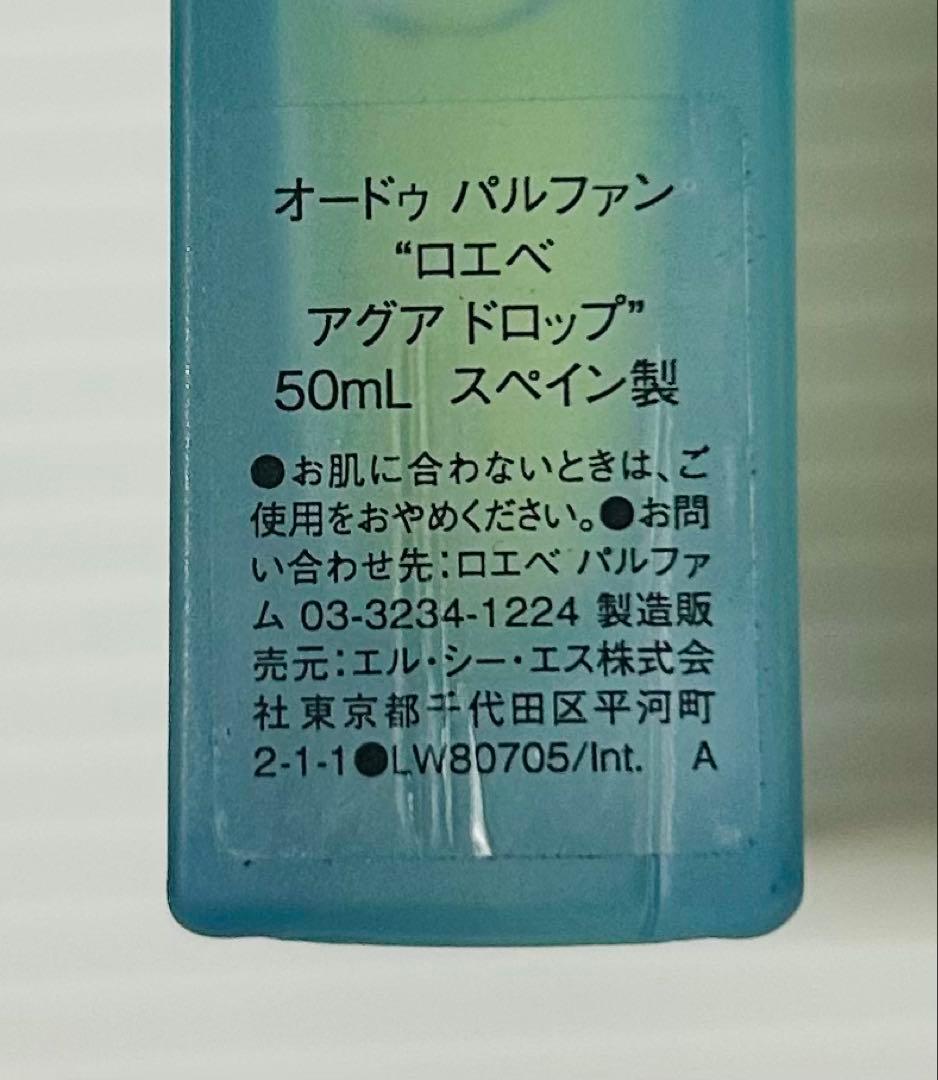 オードゥ パルファン
“ロエベ
アグア ドロップ”
50mL スペイン製
●お肌に合わないときは、ご
使用をおやめください。●お問
い合わせ先:ロエベ パルファ
ム 03-3234-1224 製造販
売元:エル・シー・エス株式会
社 東京都千代田区平河町
2-1-1●LW80705/Int. A